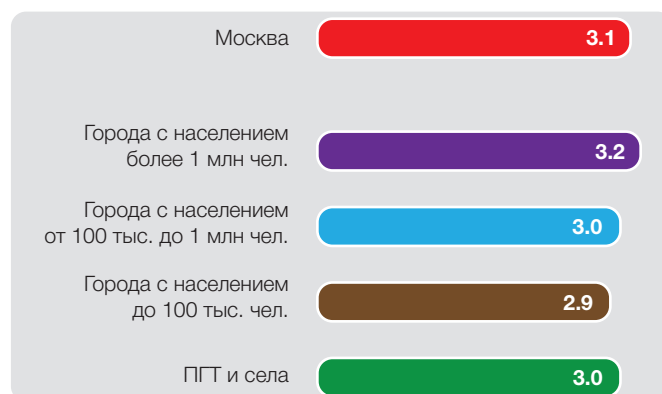 Москва
3.1
Города с населением
более 1 млн чел.
3.2
Города с населением
от 100 тыс. до 1 млн чел.
3.0
Города с населением
до 100 тыс. чел.
2.9
ПГТ и села
3.0